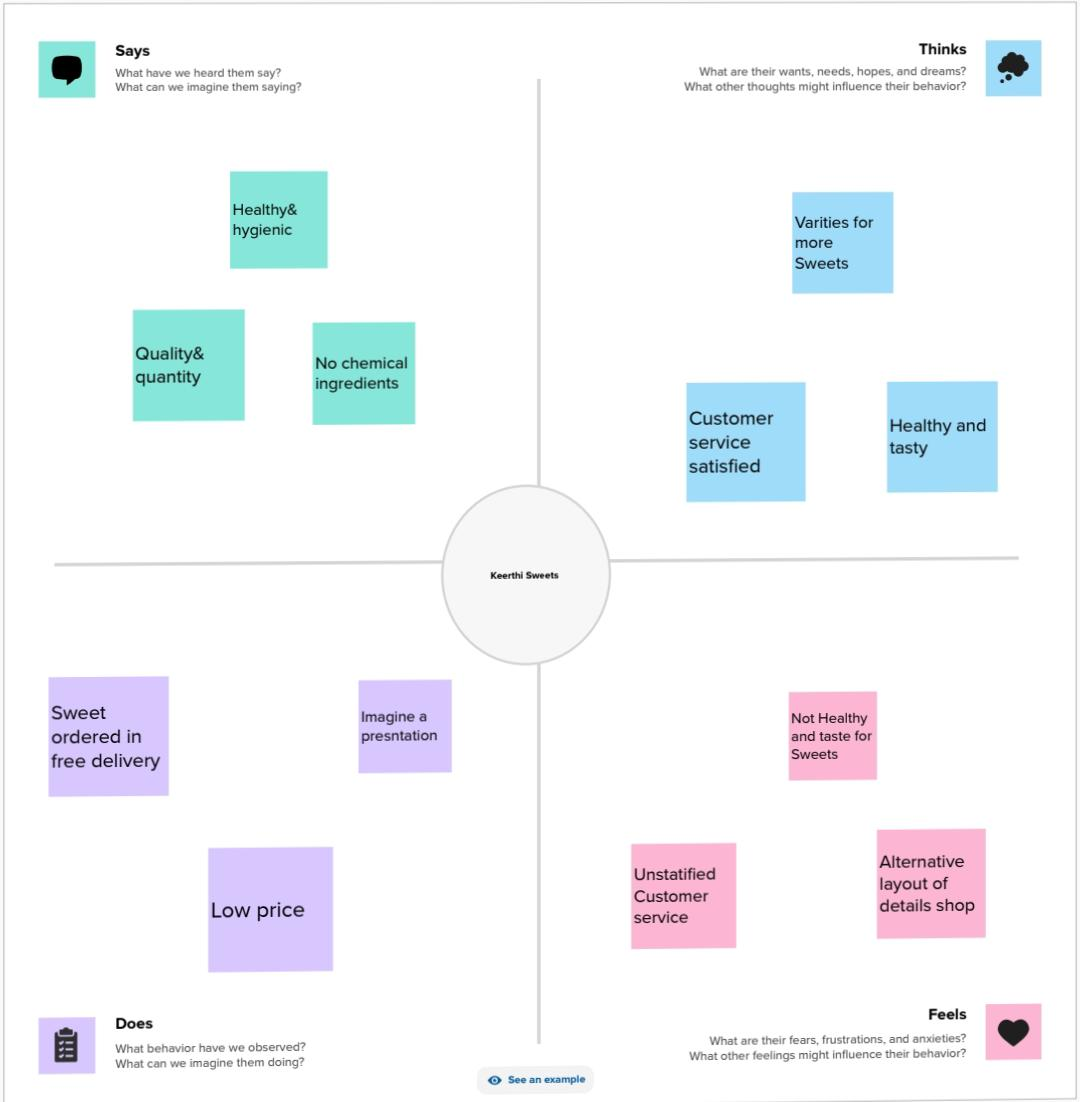 Says
What have we heard them say?
What can we imagine them saying?
Thinks
What are their wants, needs, hopes, and dreams?
What other thoughts might influence their behavior?
Healthy&
hygienic
Quality&
quantity
No chemical
ingredients
Varities for
more
Sweets
Customer
service
satisfied
Healthy and
tasty
Keerthi Sweets
Sweet
ordered in
free delivery
Imagine a
presntation
Low price
Not Healthy
and taste for
Sweets
Unstatified
Customer
service
Alternative
layout of
details shop
Does
What behavior have we observed?
What can we imagine them doing?
Feels
What are their fears, frustrations, and anxieties?
What other feelings might influence their behavior?
See an example